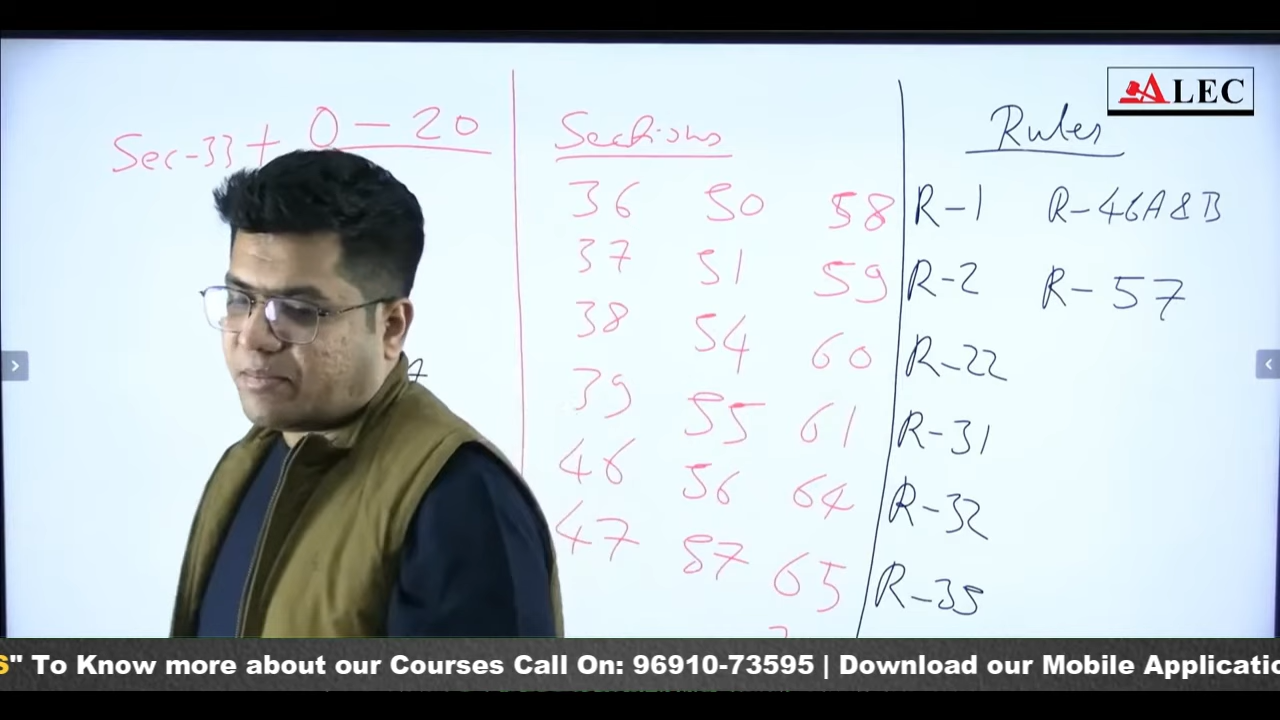 ALEC
Sec-33 + O-20
Sections
36 50 58
37 51 59
38 54 60
39 55 61
46 56 64
47 57 65
Rules
R-1 R-46A&B
R-2 R-57
R-22
R-31
R-32
R-35
S" To Know more about our Courses Call On: 96910-73595 | Download our Mobile Applicatio